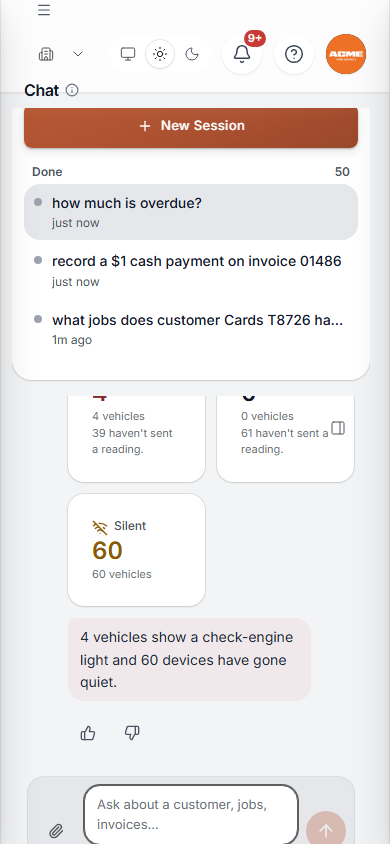 9+
ACME
Chat
New Session
Done 50
how much is overdue?
just now
record a $1 cash payment on invoice 01486
just now
what jobs does customer Cards T8726 ha...
1m ago
4 vehicles
39 haven't sent
a reading.
0 vehicles
61 haven't sent a
reading.
Silent
60
60 vehicles
4 vehicles show a check-engine
light and 60 devices have gone
quiet.
Ask about a customer, jobs,
invoices...